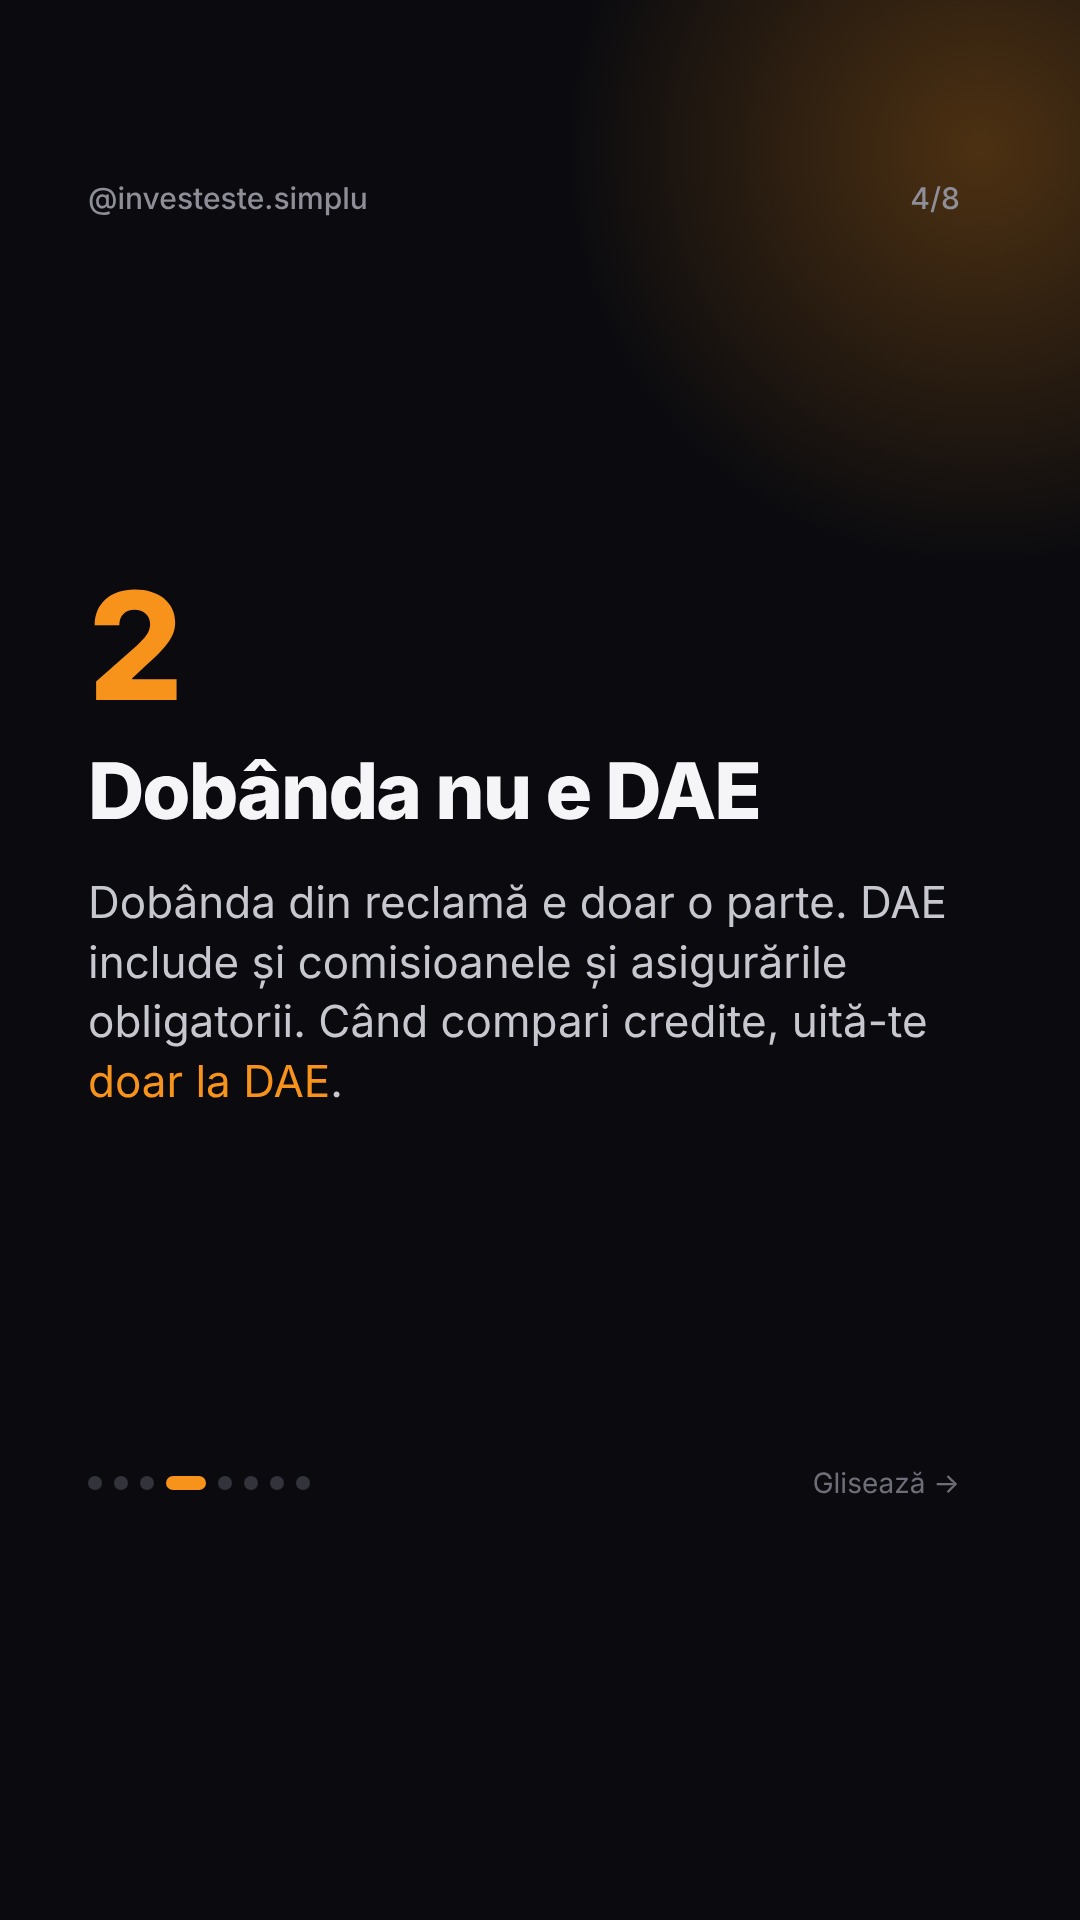 @investeste.simplu
4/8
2
Dobânda nu e DAE
Dobânda din reclamă e doar o parte. DAE
include și comisioanele și asigurările
obligatorii. Când compari credite, uită-te
doar la DAE.
Glisează →